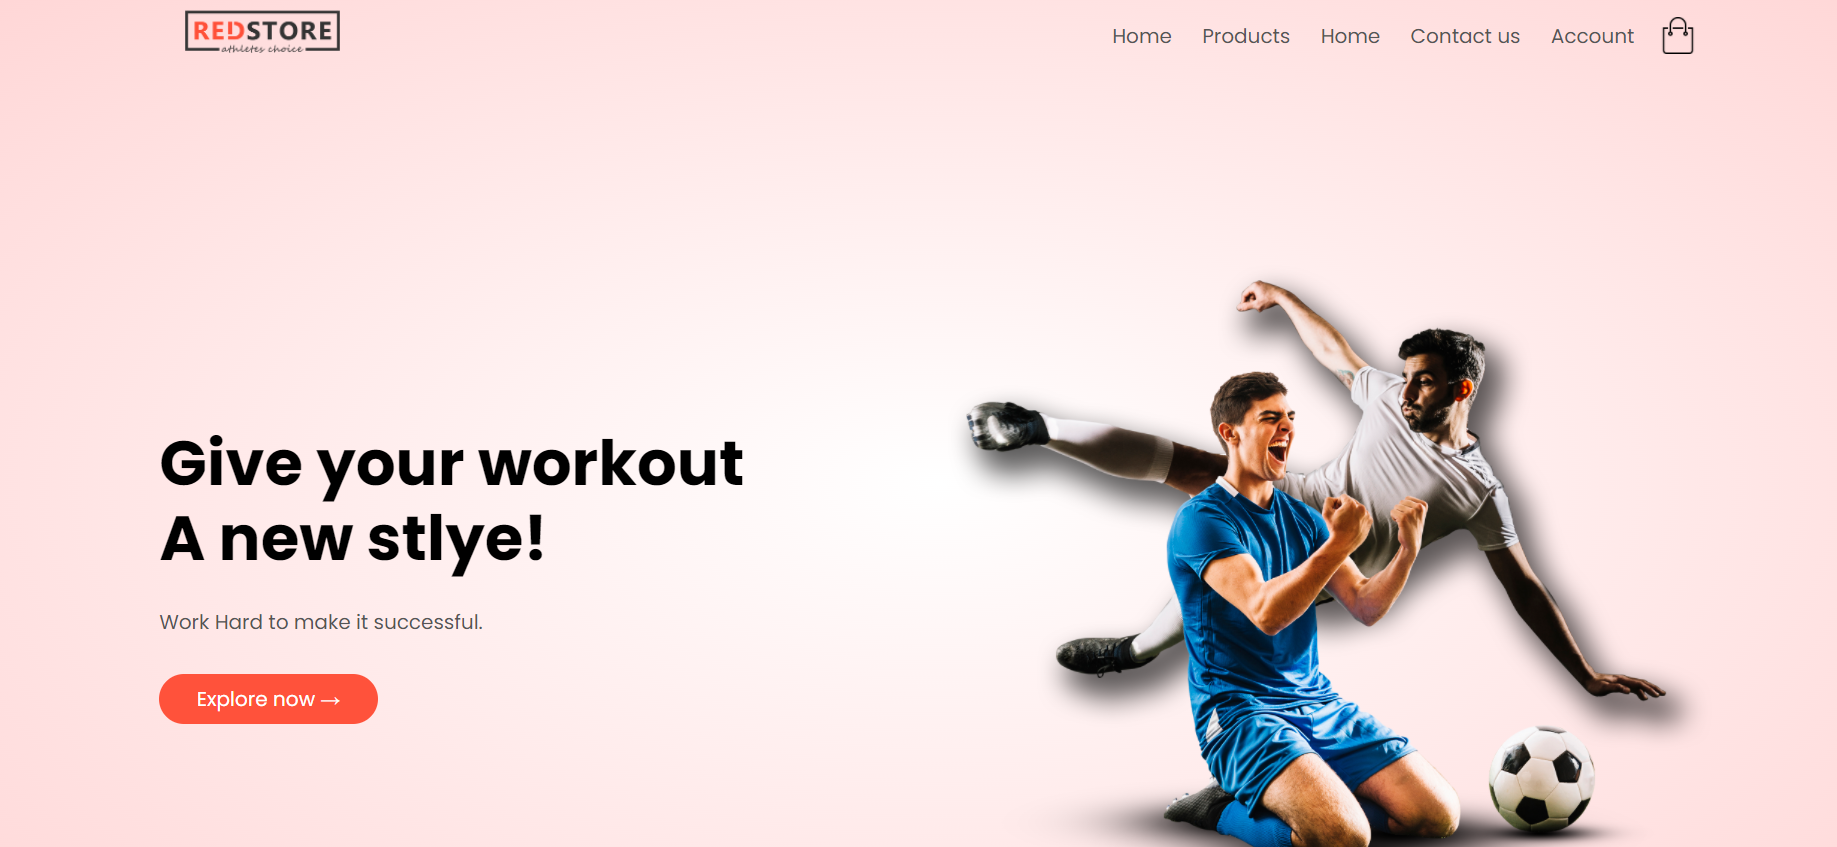 REDSTORE
athletes choice
Home
Products
Home
Contact us
Account
Give your workout
A new stlye!
Work Hard to make it successful.
Explore now →